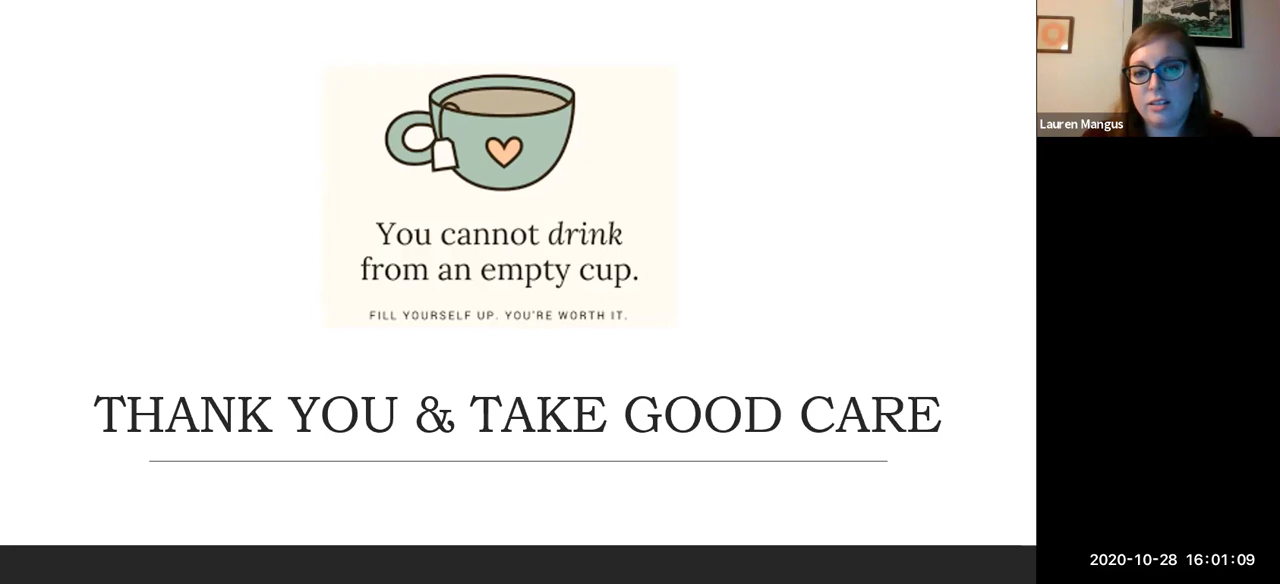 You cannot drink
from an empty cup.
FILL YOURSELF UP. YOU'RE WORTH IT.
THANK YOU & TAKE GOOD CARE
Lauren Mangus
2020-10-28 16:01:09